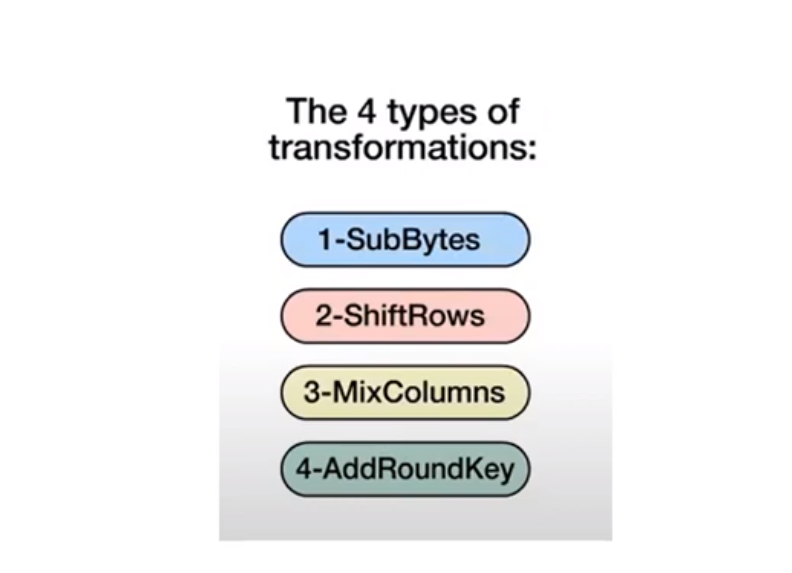 The 4 types of
transformations:
1-SubBytes
2-ShiftRows
3-MixColumns
4-AddRoundKey